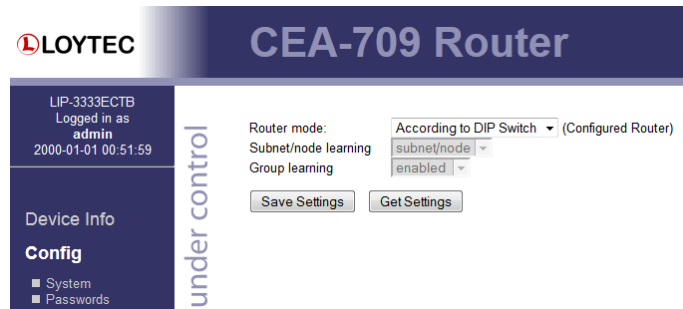 LOYTEC
CEA-709 Router
LIP-3333ECTB
Logged in as
admin
2000-01-01 00:51:59
Device Info
Config
System
Passwords
under control
Router mode: According to DIP Switch (Configured Router)
Subnet/node learning subnet/node
Group learning enabled
Save Settings Get Settings